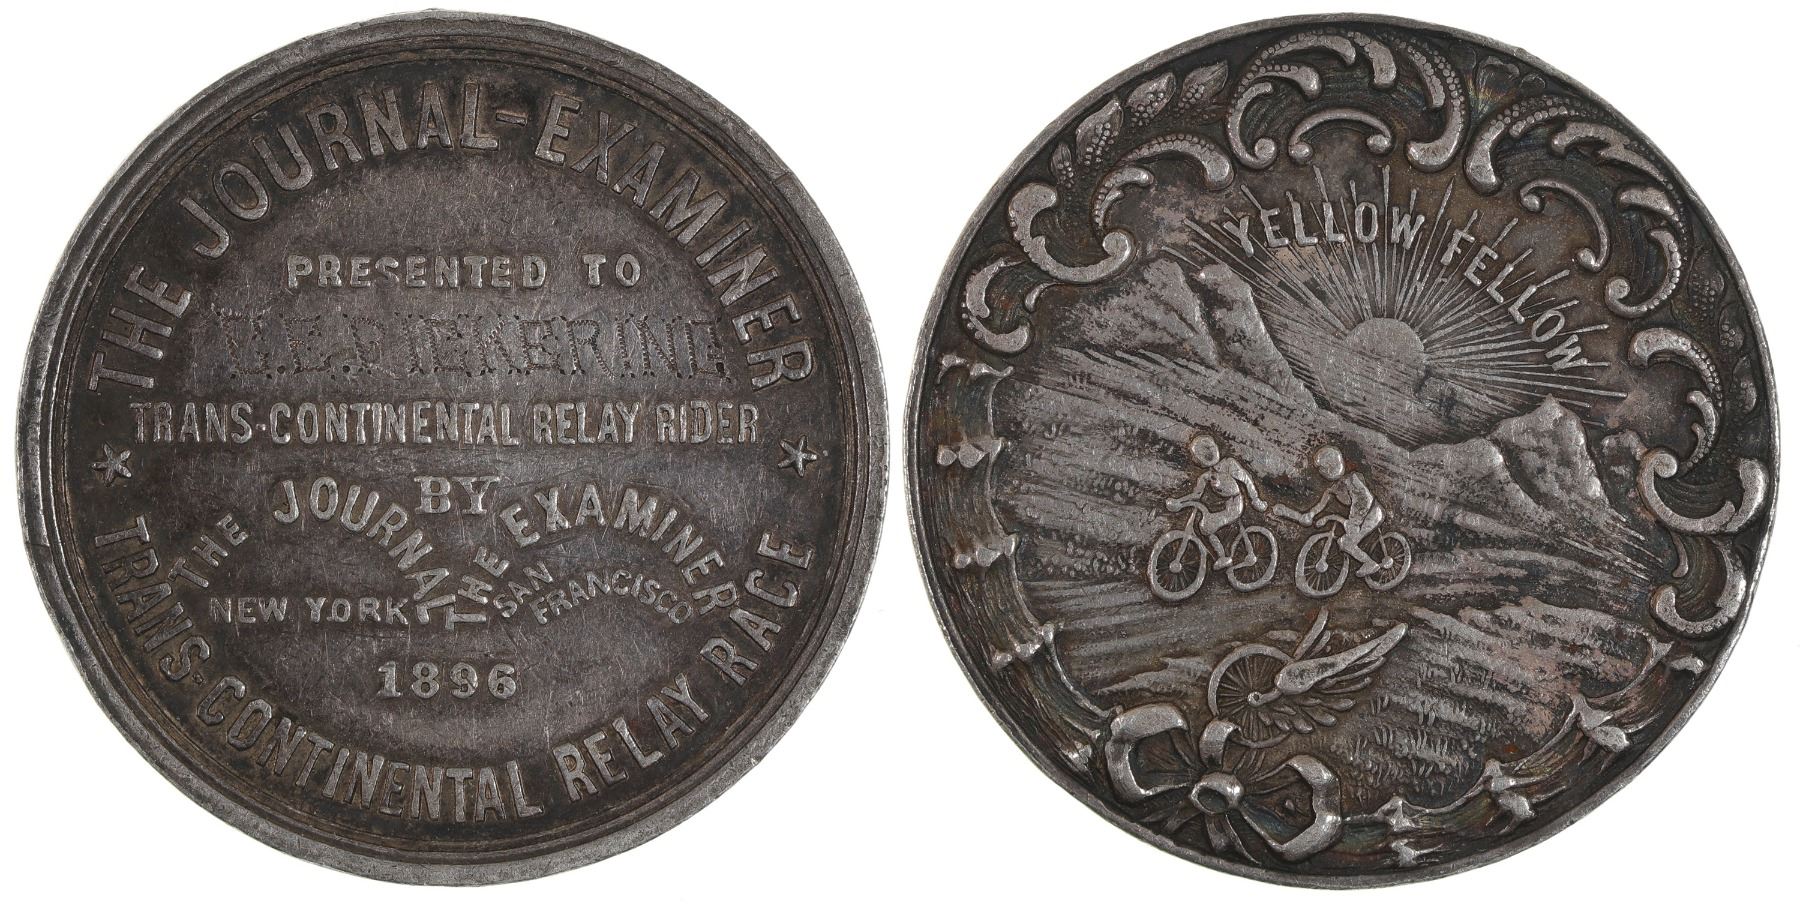 THE JOURNAL-EXAMINER
PRESENTED TO
E.E. PICKERING
TRANS-CONTINENTAL RELAY RIDER
BY
THE JOURNAL
NEW YORK
THE EXAMINER
SAN FRANCISCO
1896
TRANS-CONTINENTAL RELAY RACE
YELLOW FELLOW